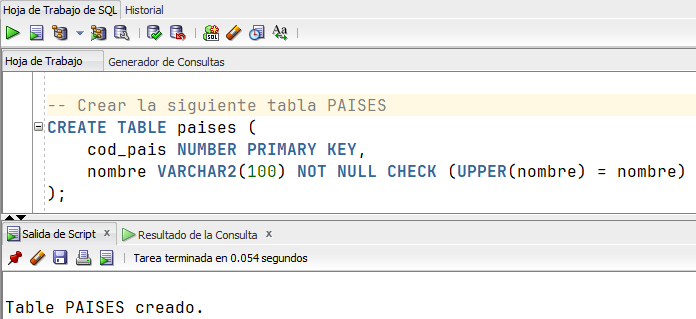 Hoja de Trabajo de SQL Historial
SQL Aa
Hoja de Trabajo Generador de Consultas
-- Crear la siguiente tabla PAISES
CREATE TABLE paises (
cod_pais NUMBER PRIMARY KEY,
nombre VARCHAR2(100) NOT NULL CHECK (UPPER(nombre) = nombre)
);
Salida de Script x Resultado de la Consulta x
Tarea terminada en 0.054 segundos
Table PAISES creado.